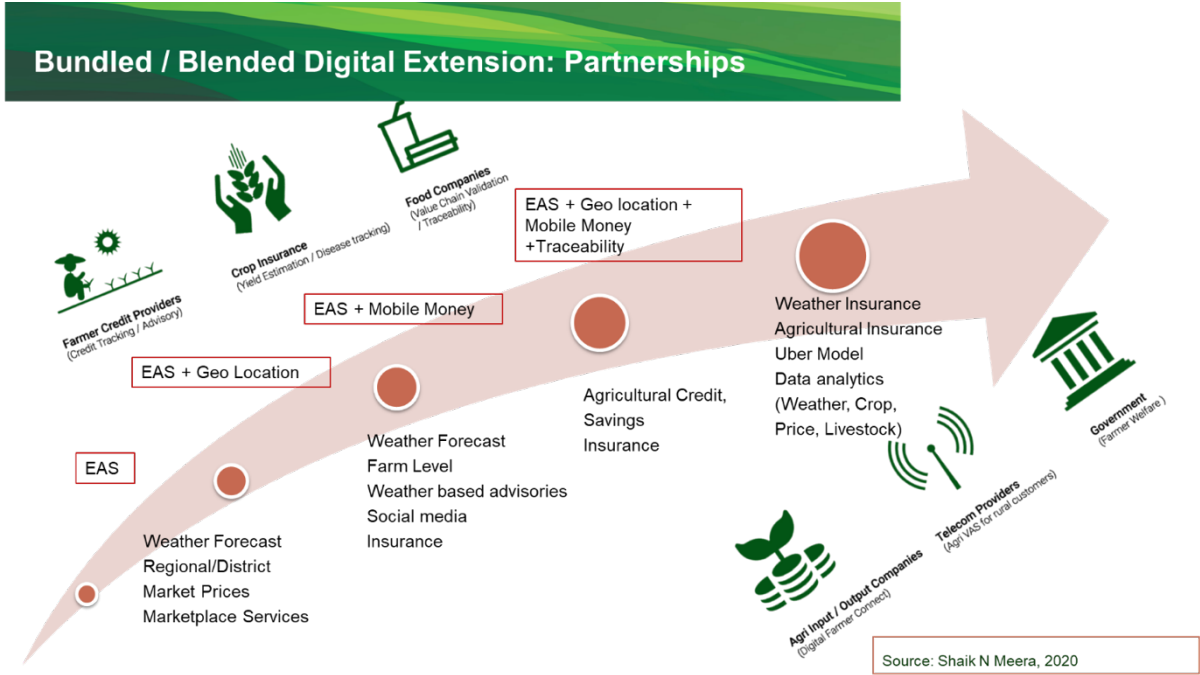 Bundled / Blended Digital Extension: Partnerships
Food Companies
(Value Chain Validation
/ Traceability)
Crop Insurance
(Yield Estimation / Disease tracking)
Farmer Credit Providers
(Credit Tracking / Advisory)
EAS + Geo location +
Mobile Money
+Traceability
EAS + Mobile Money
EAS + Geo Location
EAS
Weather Forecast
Regional/District
Market Prices
Marketplace Services
Weather Forecast
Farm Level
Weather based advisories
Social media
Insurance
Agricultural Credit,
Savings
Insurance
Weather Insurance
Agricultural Insurance
Uber Model
Data analytics
(Weather, Crop,
Price, Livestock)
Government
(Farmer Welfare )
Telecom Providers
(Agri VAS for rural customers)
Agri Input / Output Companies
(Digital Farmer Connect)
Source: Shaik N Meera, 2020